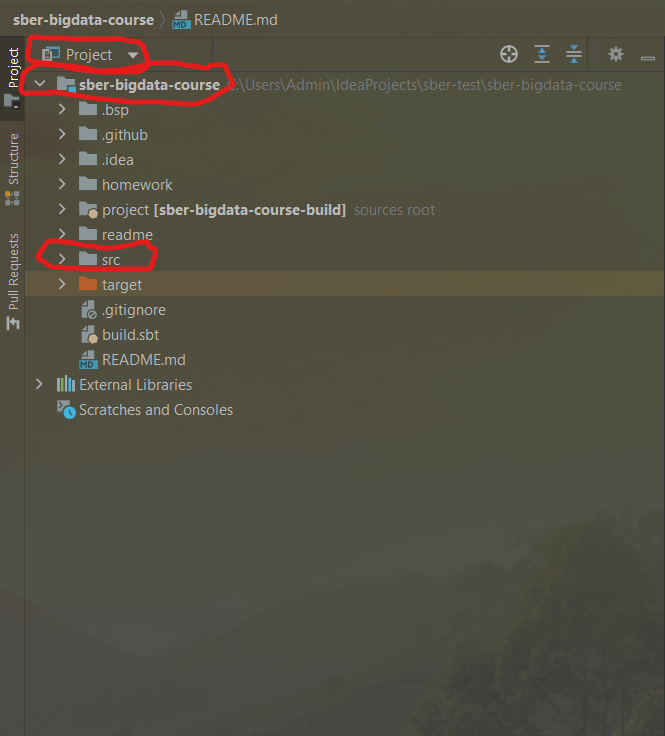 sber-bigdata-course README.md
Project
sber-bigdata-course :\Users\Admin\IdeaProjects\sber-test\sber-bigdata-course
.bsp
.github
.idea
homework
project [sber-bigdata-course-build] sources root
readme
src
target
.gitignore
build.sbt
MD README.md
External Libraries
Scratches and Consoles
Project
Structure
Pull Requests